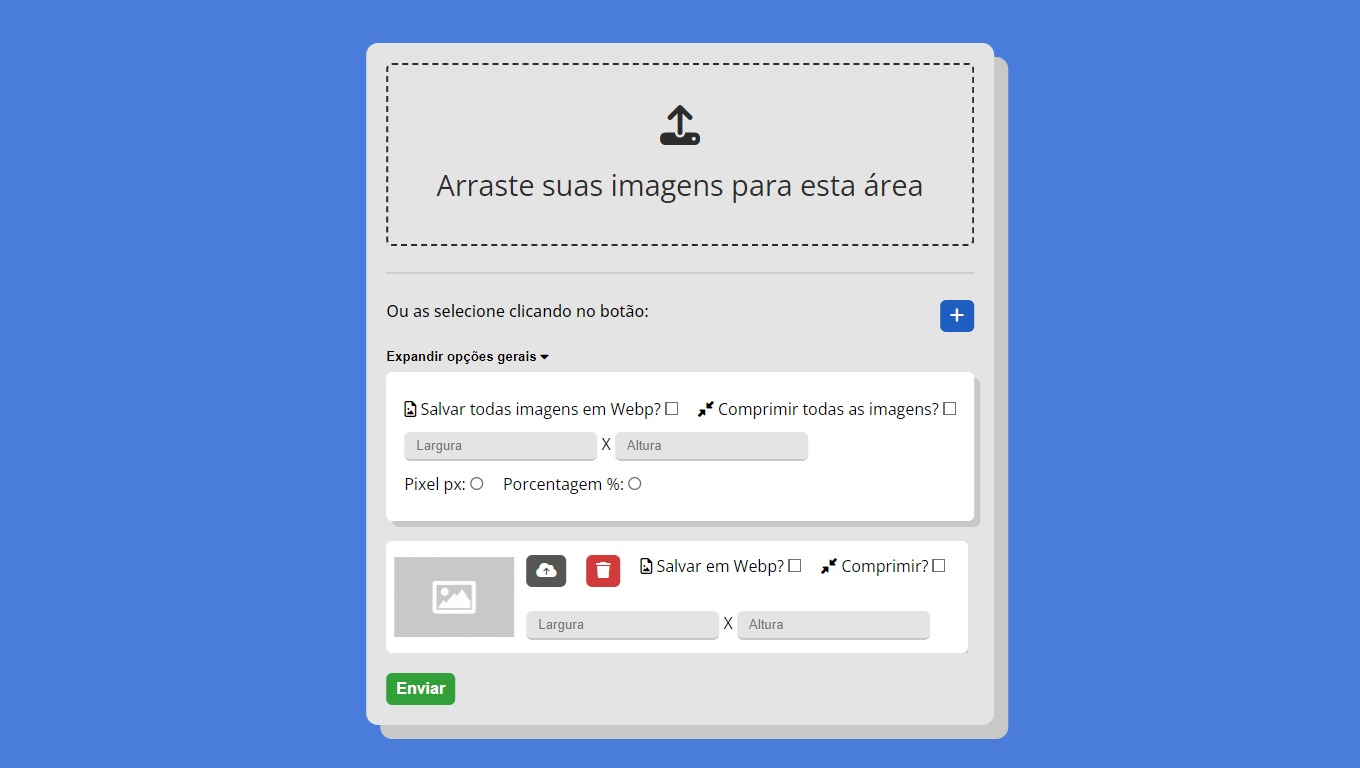 Arraste suas imagens para esta área
Ou as selecione clicando no botão:
Expandir opções gerais
Salvar todas imagens em Webp? Comprimir todas as imagens?
Largura X Altura
Pixel px: Porcentagem %:
Salvar em Webp? Comprimir?
Largura X Altura
Enviar